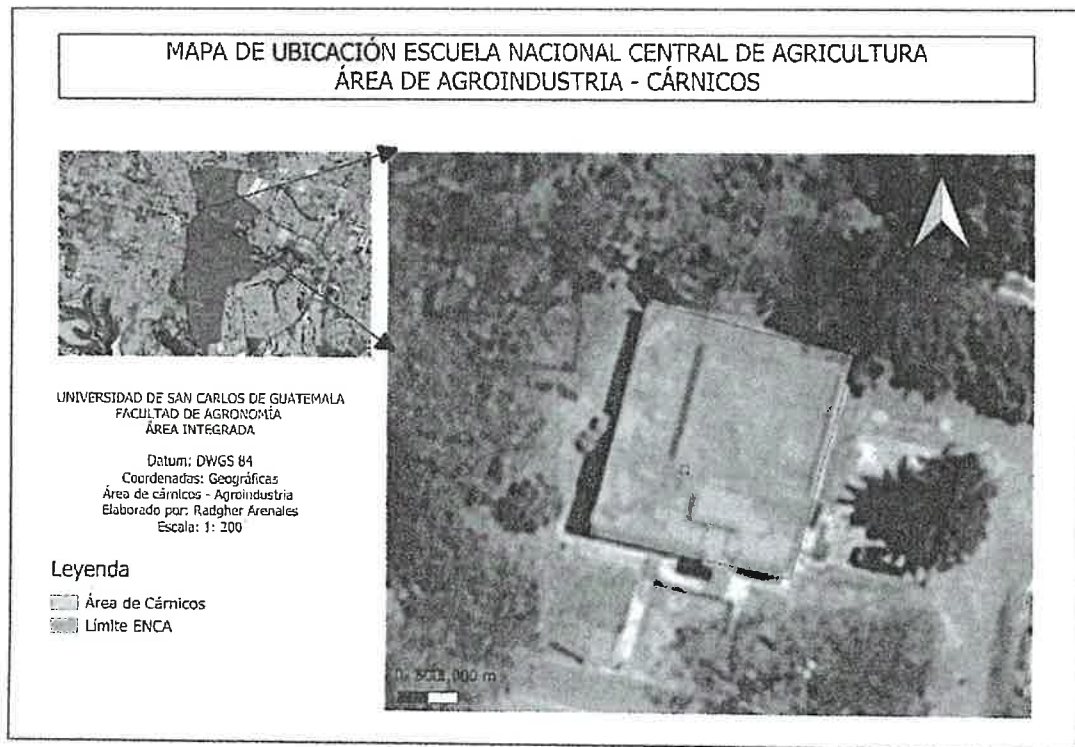 MAPA DE UBICACIÓN ESCUELA NACIONAL CENTRAL DE AGRICULTURA
ÁREA DE AGROINDUSTRIA - CÁRNICOS
UNIVERSIDAD DE SAN CARLOS DE GUATEMALA
FACULTAD DE AGRONOMÍA
ÁREA INTEGRADA
Datum: DWGS 84
Coordenadas: Geográficas
Área de cárnicos - Agroindustria
Elaborado por: Radgher Arenales
Escala: 1: 200
Leyenda
Área de Cárnicos
Límite ENCA
m